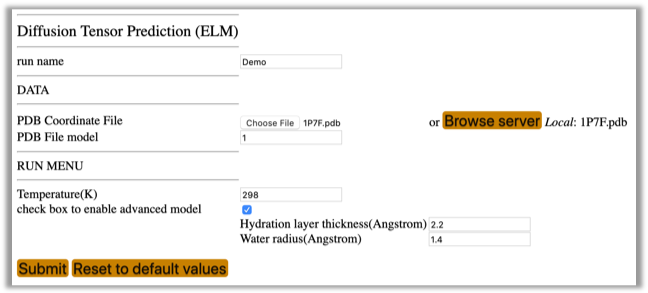 Diffusion Tensor Prediction (ELM)
run name Demo
DATA
PDB Coordinate File Choose File 1P7F.pdb or Browse server Local: 1P7F.pdb
PDB File model 1
RUN MENU
Temperature(K) 298
check box to enable advanced model
Hydration layer thickness(Angstrom) 2.2
Water radius(Angstrom) 1.4
Submit Reset to default values